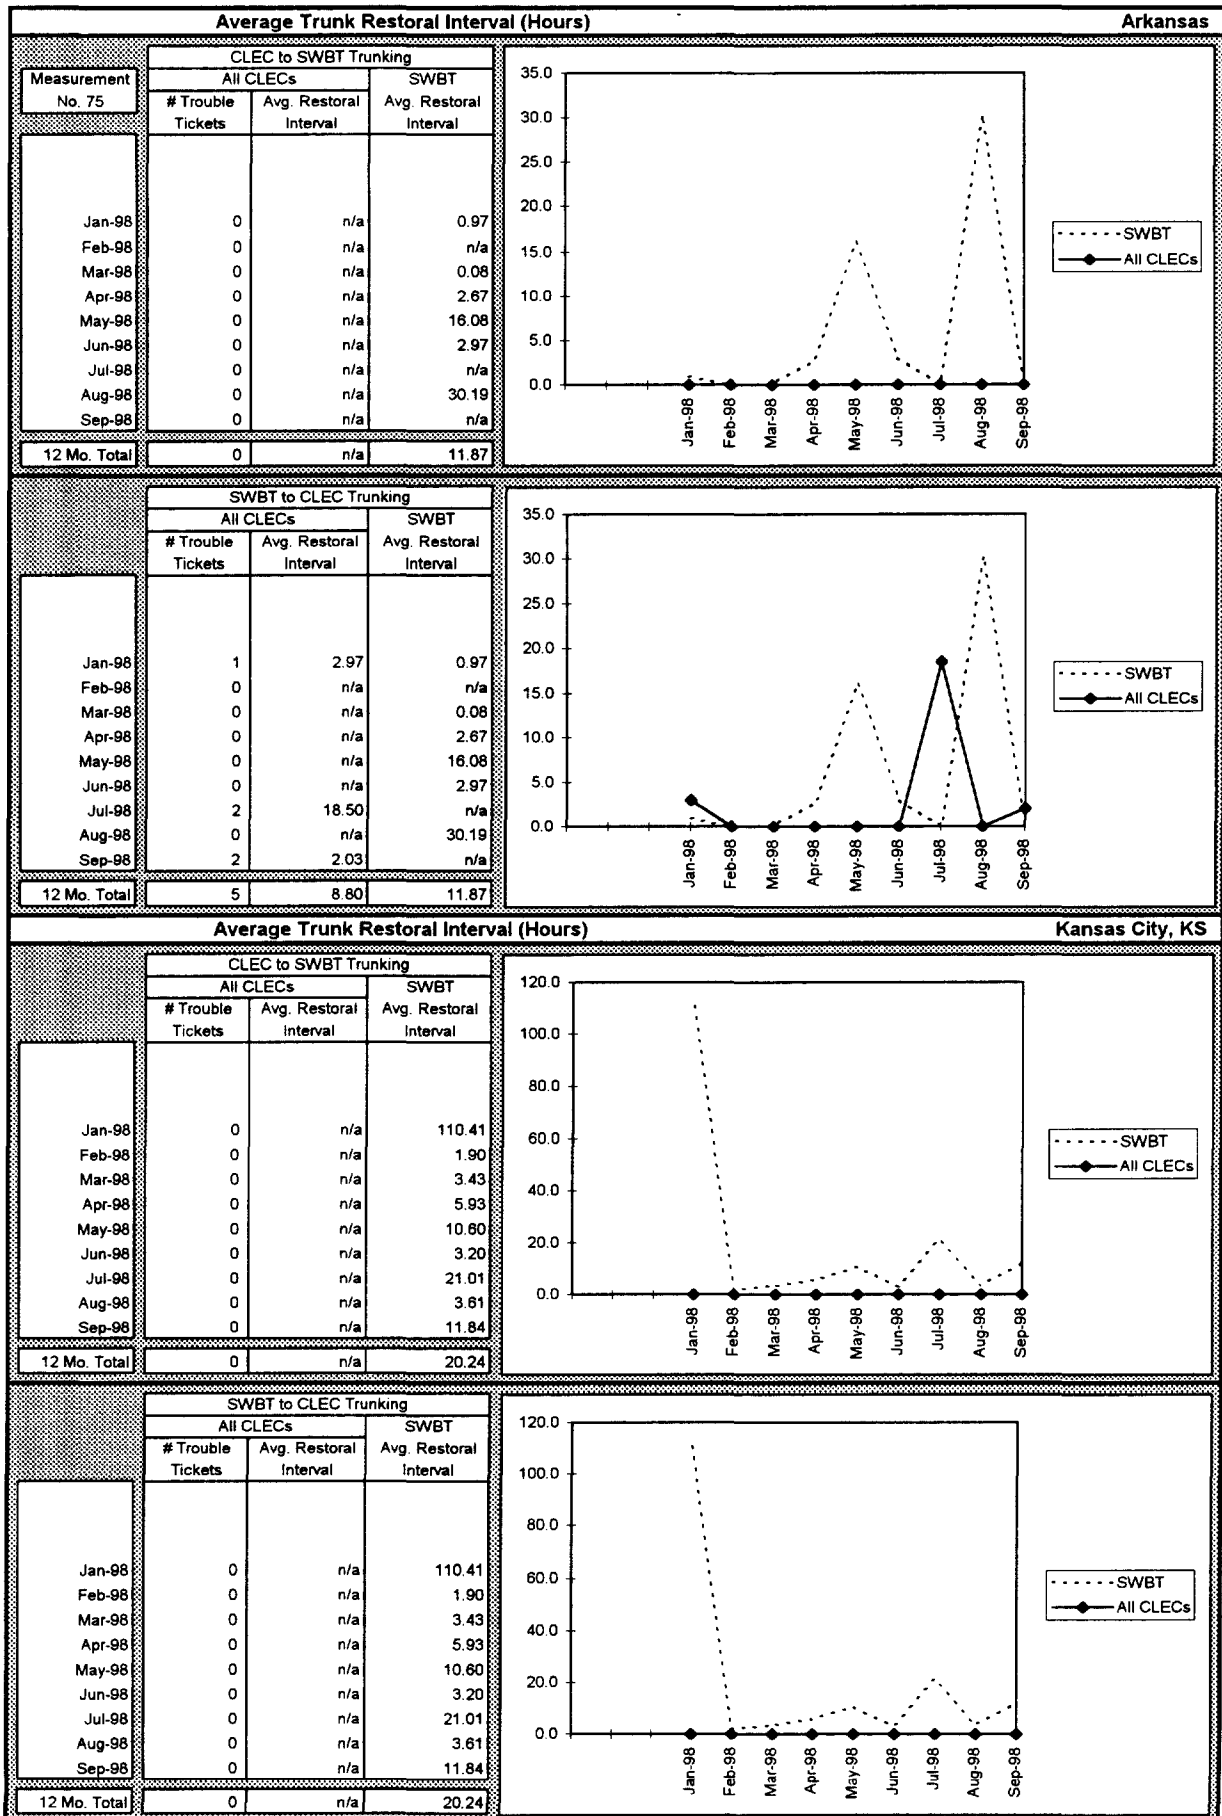 Average Trunk Restoral Interval (Hours) Arkansas
CLEC to SWBT Trunking
Measurement All CLECs SWBT
No. 75 # Trouble Avg. Restoral Avg. Restoral
Tickets Interval Interval
Jan-98 0 n/a 0.97
Feb-98 0 n/a n/a
Mar-98 0 n/a 0.08
Apr-98 0 n/a 2.67
May-98 0 n/a 16.08
Jun-98 0 n/a 2.97
Jul-98 0 n/a n/a
Aug-98 0 n/a 30.19
Sep-98 0 n/a n/a
12 Mo. Total 0 n/a 11.87
35.0
30.0
25.0
20.0
15.0
10.0
5.0
0.0
Jan-98 Feb-98 Mar-98 Apr-98 May-98 Jun-98 Jul-98 Aug-98 Sep-98
SWBT
All CLECs
SWBT to CLEC Trunking
All CLECs SWBT
# Trouble Avg. Restoral Avg. Restoral
Tickets Interval Interval
Jan-98 1 2.97 0.97
Feb-98 0 n/a n/a
Mar-98 0 n/a 0.08
Apr-98 0 n/a 2.67
May-98 0 n/a 16.08
Jun-98 0 n/a 2.97
Jul-98 2 18.50 n/a
Aug-98 0 n/a 30.19
Sep-98 2 2.03 n/a
12 Mo. Total 5 8.80 11.87
35.0
30.0
25.0
20.0
15.0
10.0
5.0
0.0
Jan-98 Feb-98 Mar-98 Apr-98 May-98 Jun-98 Jul-98 Aug-98 Sep-98
SWBT
All CLECs
Average Trunk Restoral Interval (Hours) Kansas City, KS
CLEC to SWBT Trunking
All CLECs SWBT
# Trouble Avg. Restoral Avg. Restoral
Tickets Interval Interval
Jan-98 0 n/a 110.41
Feb-98 0 n/a 1.90
Mar-98 0 n/a 3.43
Apr-98 0 n/a 5.93
May-98 0 n/a 10.60
Jun-98 0 n/a 3.20
Jul-98 0 n/a 21.01
Aug-98 0 n/a 3.61
Sep-98 0 n/a 11.84
12 Mo. Total 0 n/a 20.24
120.0
100.0
80.0
60.0
40.0
20.0
0.0
Jan-98 Feb-98 Mar-98 Apr-98 May-98 Jun-98 Jul-98 Aug-98 Sep-98
SWBT
All CLECs
SWBT to CLEC Trunking
All CLECs SWBT
# Trouble Avg. Restoral Avg. Restoral
Tickets Interval Interval
Jan-98 0 n/a 110.41
Feb-98 0 n/a 1.90
Mar-98 0 n/a 3.43
Apr-98 0 n/a 5.93
May-98 0 n/a 10.60
Jun-98 0 n/a 3.20
Jul-98 0 n/a 21.01
Aug-98 0 n/a 3.61
Sep-98 0 n/a 11.84
12 Mo. Total 0 n/a 20.24
120.0
100.0
80.0
60.0
40.0
20.0
0.0
Jan-98 Feb-98 Mar-98 Apr-98 May-98 Jun-98 Jul-98 Aug-98 Sep-98
SWBT
All CLECs